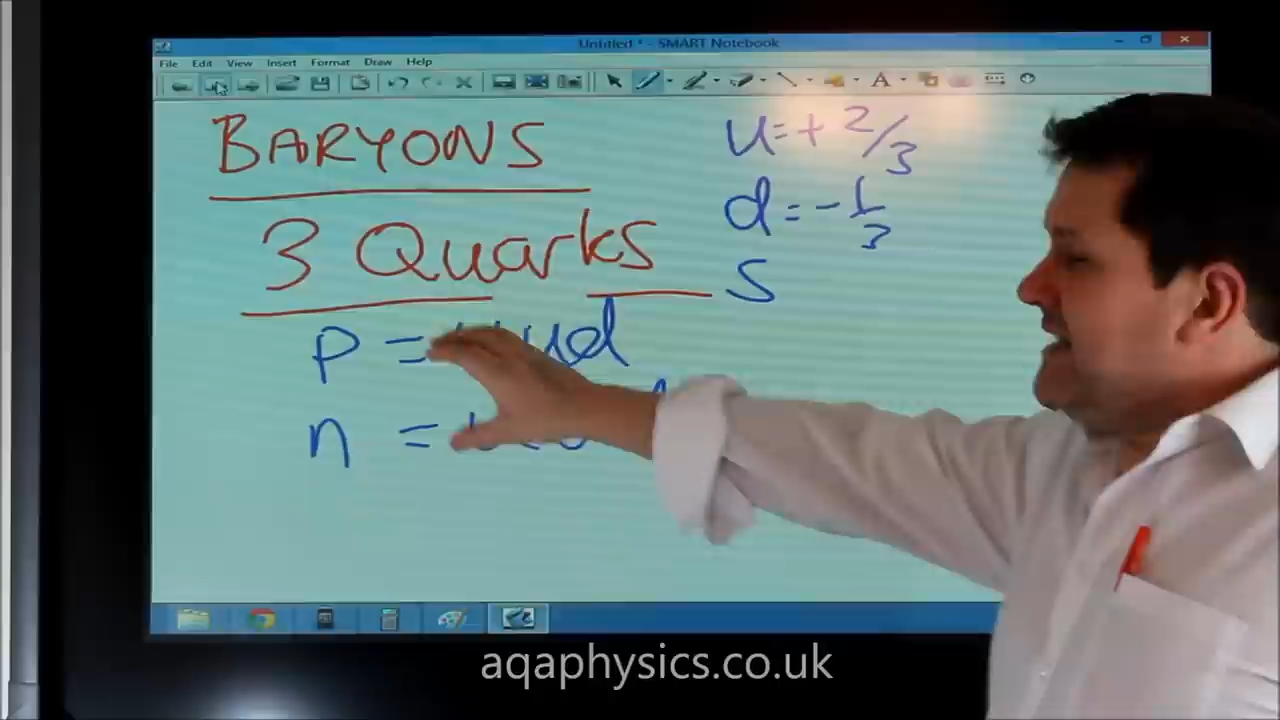 Untitled * - SMART Notebook
File Edit View Insert Format Draw Help
BARYONS
3 Quarks
u=+2/3
d=-1/3
s
p = uud
n =
aqaphysics.co.uk